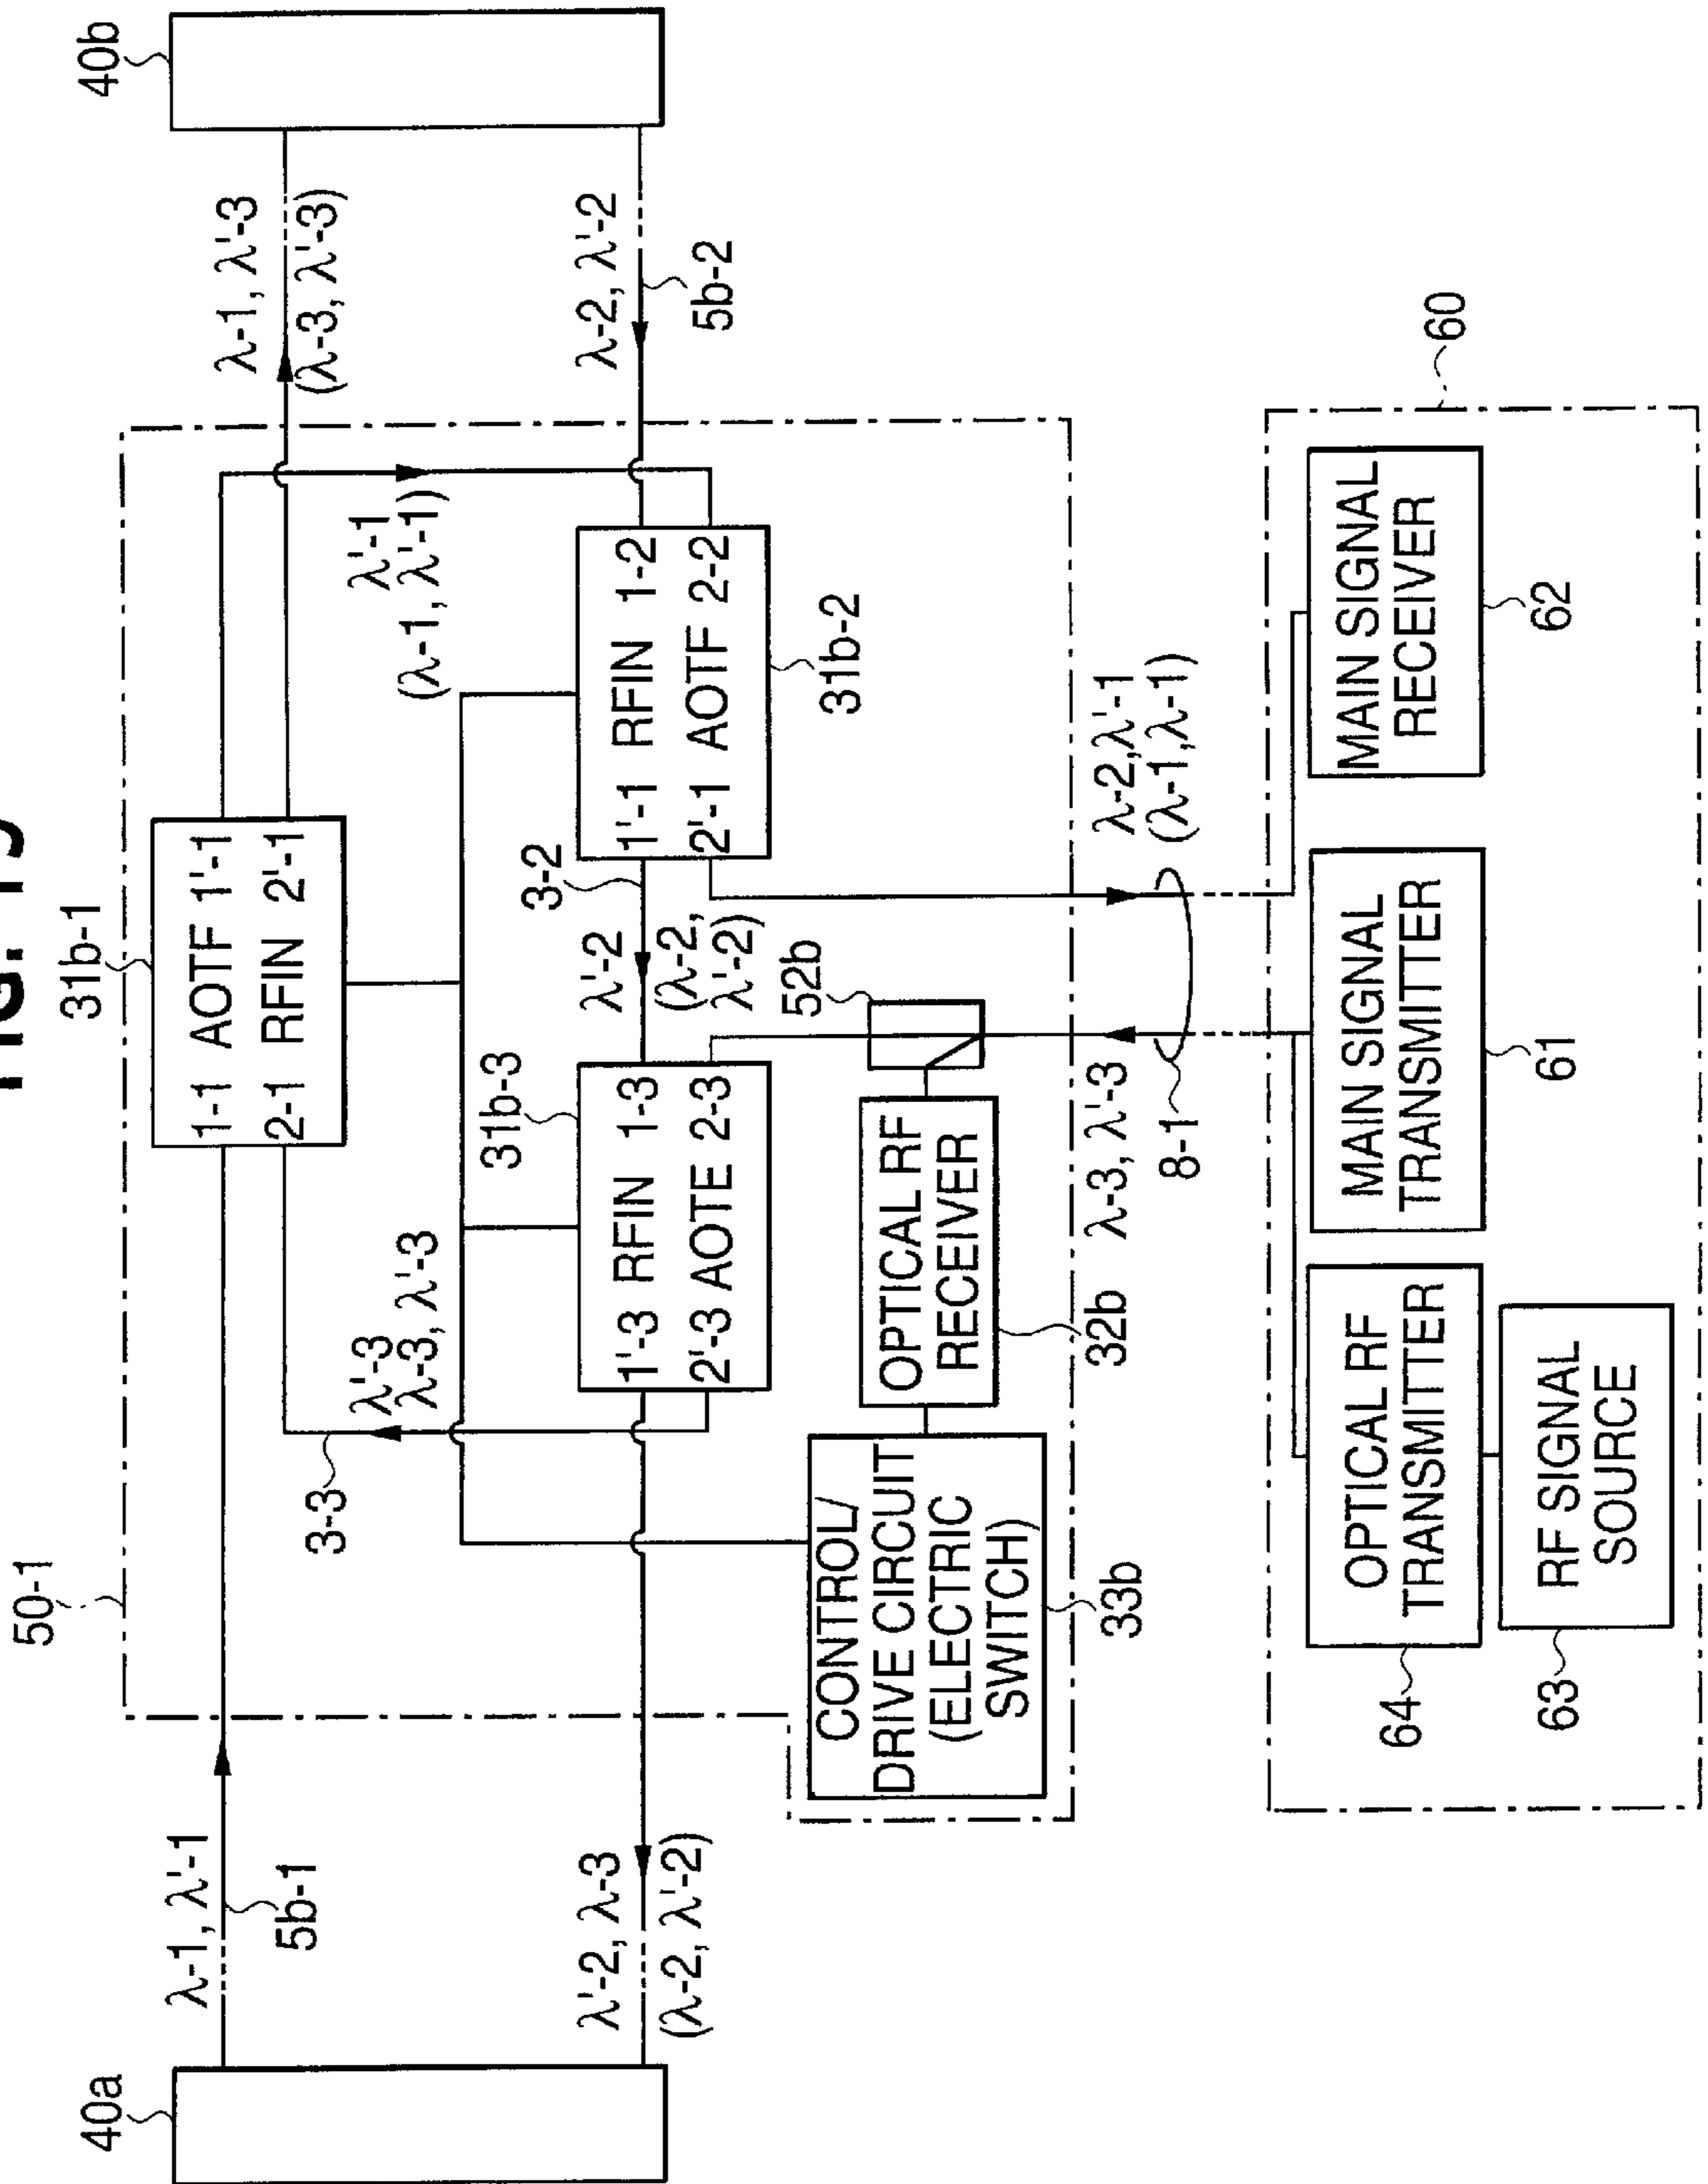 FIG.
50-1
31b-1
40a
40b
λ-1, λ'-1
5b-1
1-1 AOTF 1'-1
2-1 RFIN 2'-1
λ-1, λ'-3
(λ-3, λ'-3)
3-3
λ'-3
λ-3, λ'-3
31b-3
λ'-1
(λ-1, λ'-1)
λ'-2, λ-3
(λ-2, λ'-2)
1'-3 RFIN 1-3
2'-3 AOTE 2-3
λ'-2
(λ-2,
λ'-2)
3-2
1'-1 RFIN 1-2
2'-1 AOTF 2-2
31b-2
λ-2, λ'-2
5b-2
52b
CONTROL/
DRIVE CIRCUIT
(ELECTRIC
SWITCH)
33b
OPTICAL RF
RECEIVER
32b
λ-3, λ'-3
8-1
λ-2,λ'-1
(λ-1,λ-1)
60
OPTICAL RF
TRANSMITTER
64
RF SIGNAL
SOURCE
63
MAIN SIGNAL
TRANSMITTER
61
MAIN SIGNAL
RECEIVER
62